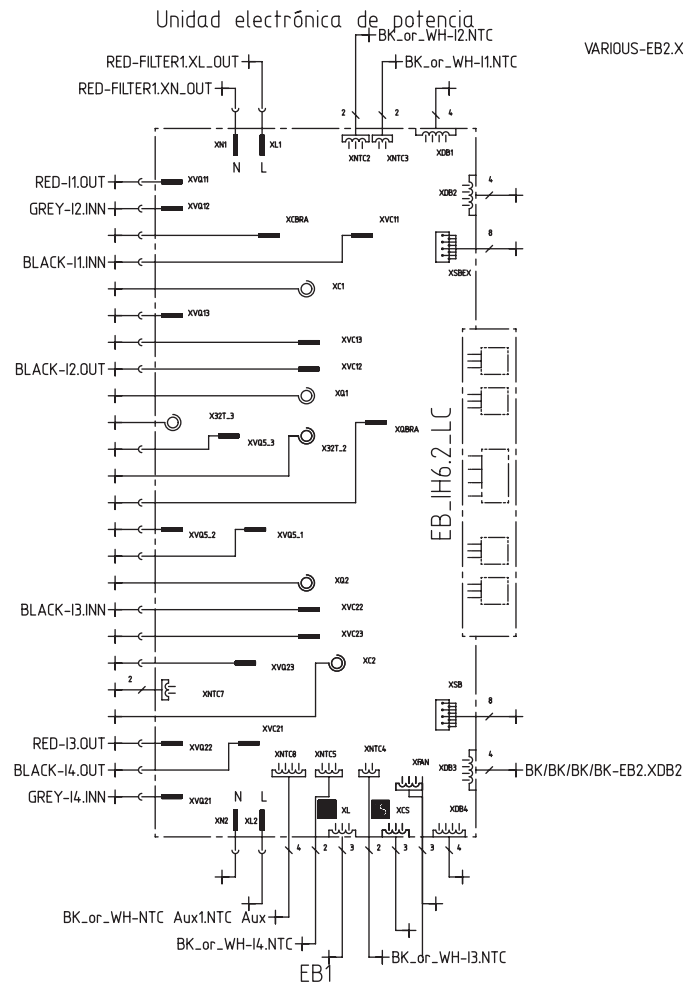 Unidad electrónica de potencia
BK_or_WH-I2.NTC
VARIOUS-EB2.X
RED-FILTER1.XL_OUT
BK_or_WH-I1.NTC
RED-FILTER1.XN_OUT
2
2
4
XN1
XL1
XNTC2
XNTC3
XDB1
N
L
RED-I1.OUT
XVQ11
XDB2
4
GREY-I2.INN
XVQ12
XCBRA
XVC11
8
BLACK-I1.INN
XSBEX
XC1
XVQ13
XVC13
BLACK-I2.OUT
XVC12
XQ1
X32T_3
XVQ5_3
X32T_2
XQBRA
EB_IH6.2_LC
XVQ5_2
XVQ5_1
XQ2
BLACK-I3.INN
XVC22
XVC23
XVQ23
XC2
2
XNTC7
XSB
8
RED-I3.OUT
XVQ22
XVC21
BLACK-I4.OUT
XNTC8
XNTC5
XNTC4
XFAN
XDB3
4
BK/BK/BK/BK-EB2.XDB2
GREY-I4.INN
XVQ21
N
L
XL
XCS
XDB4
XN2
XL2
4
2
3
2
3
3
4
BK_or_WH-NTC Aux1.NTC Aux
BK_or_WH-I4.NTC
BK_or_WH-I3.NTC
EB1